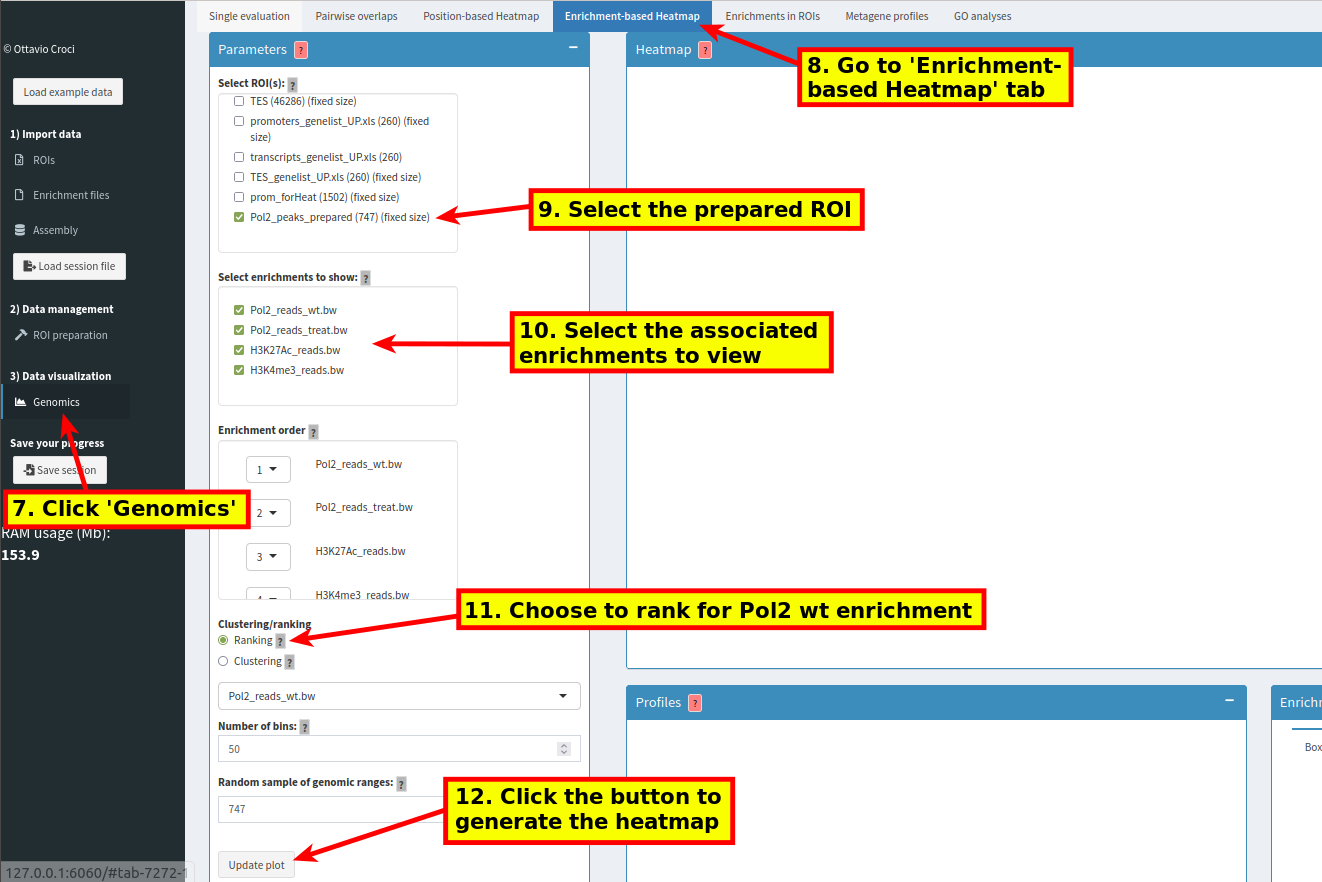 Single evaluation
Pairwise overlaps
Position-based Heatmap
Enrichment-based Heatmap
Enrichments in ROIs
Metagene profiles
GO analyses
© Ottavio Croci
Load example data
1) Import data
ROIs
Enrichment files
Assembly
Load session file
2) Data management
ROI preparation
3) Data visualization
Genomics
Save your progress
Save session
7. Click 'Genomics'
RAM usage (Mb):
153.9
127.0.0.1:6060/#tab-7272-1
Parameters ?
Select ROI(s): ?
TES (46286) (fixed size)
promoters_genelist_UP.xls (260) (fixed
size)
transcripts_genelist_UP.xls (260)
TES_genelist_UP.xls (260) (fixed size)
prom_forHeat (1502) (fixed size)
Pol2_peaks_prepared (747) (fixed size)
9. Select the prepared ROI
Select enrichments to show: ?
Pol2_reads_wt.bw
Pol2_reads_treat.bw
H3K27Ac_reads.bw
H3K4me3_reads.bw
10. Select the associated
enrichments to view
Enrichment order ?
1 Pol2_reads_wt.bw
2 Pol2_reads_treat.bw
3 H3K27Ac_reads.bw
4 H3K4me3_reads.bw
Clustering/ranking
Ranking ?
Clustering ?
11. Choose to rank for Pol2 wt enrichment
Pol2_reads_wt.bw
Number of bins: ?
50
Random sample of genomic ranges: ?
747
12. Click the button to
generate the heatmap
Update plot
Heatmap ?
8. Go to 'Enrichment-
based Heatmap' tab
Profiles ?
Enrichr
Box